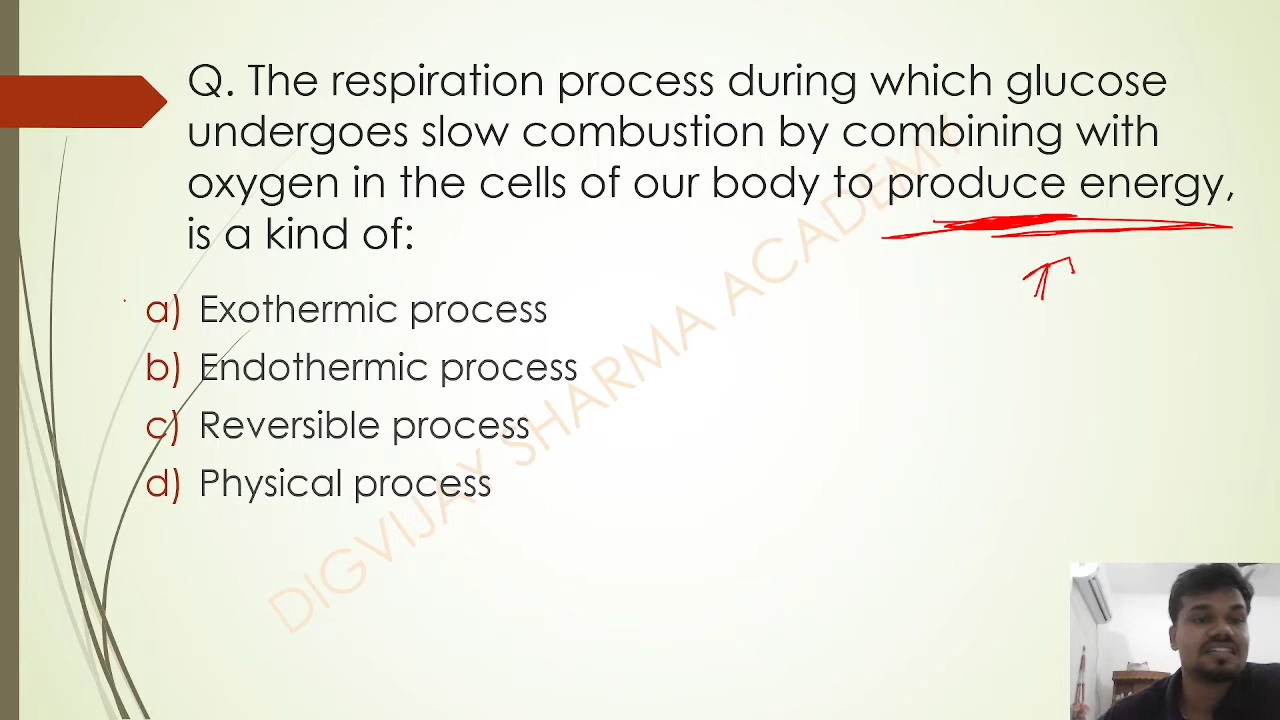 Q. The respiration process during which glucose
undergoes slow combustion by combining with
oxygen in the cells of our body to produce energy,
is a kind of:
a) Exothermic process
b) Endothermic process
c) Reversible process
d) Physical process
DIGVIJAY SHARMA ACADEMY